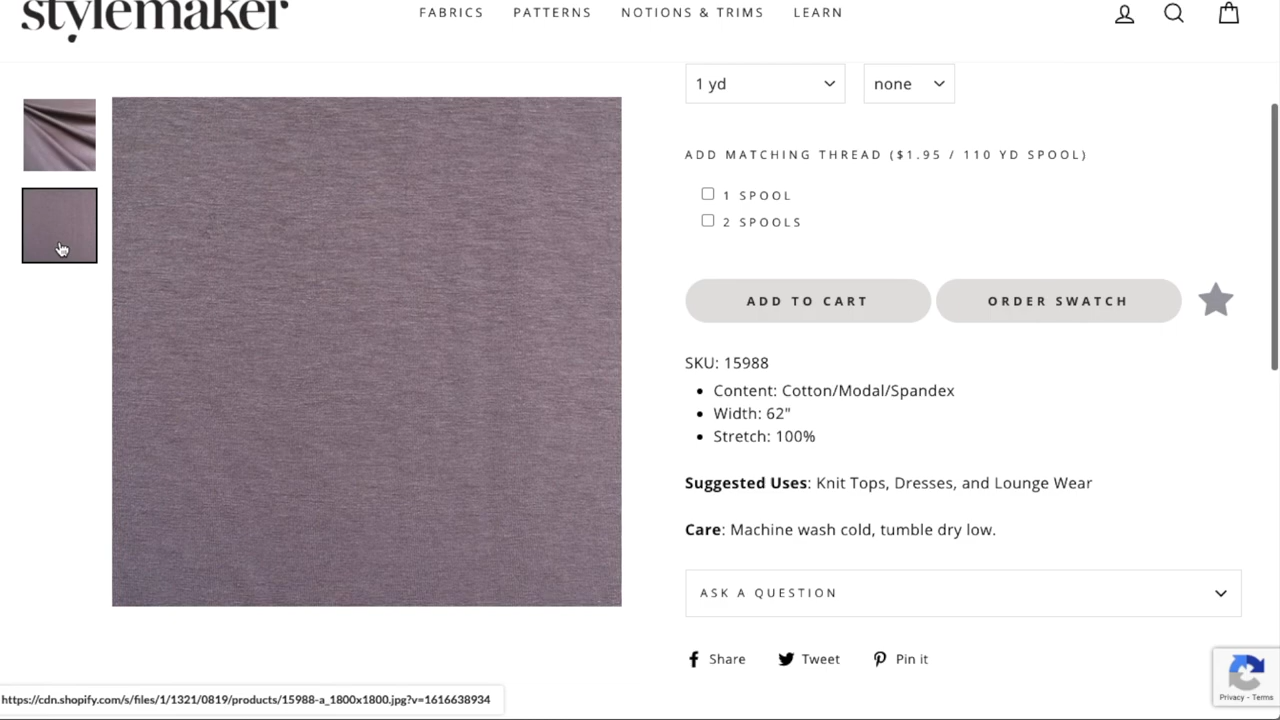 stylemaker
FABRICS PATTERNS NOTIONS & TRIMS LEARN
1 yd none
ADD MATCHING THREAD ($1.95 / 110 YD SPOOL)
1 SPOOL
2 SPOOLS
ADD TO CART ORDER SWATCH
SKU: 15988
Content: Cotton/Modal/Spandex
Width: 62"
Stretch: 100%
Suggested Uses: Knit Tops, Dresses, and Lounge Wear
Care: Machine wash cold, tumble dry low.
ASK A QUESTION
Share Tweet Pin it
Privacy - Terms
https://cdn.shopify.com/s/files/1/1321/0819/products/15988-a_1800x1800.jpg?v=1616638934